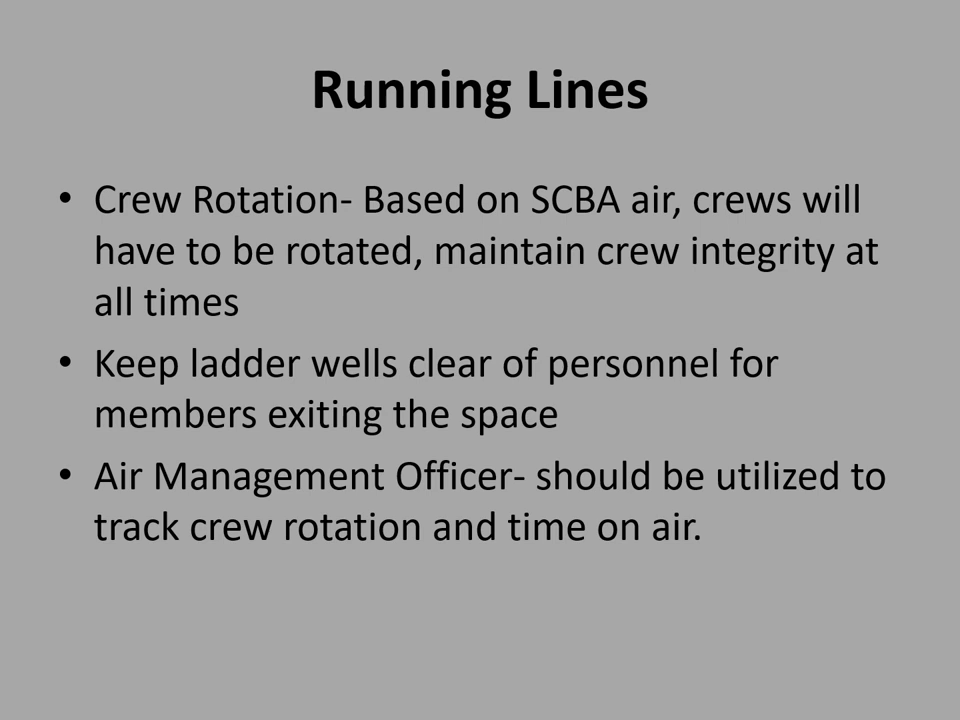 Running Lines
• Crew Rotation- Based on SCBA air, crews will
have to be rotated, maintain crew integrity at
all times
• Keep ladder wells clear of personnel for
members exiting the space
• Air Management Officer- should be utilized to
track crew rotation and time on air.